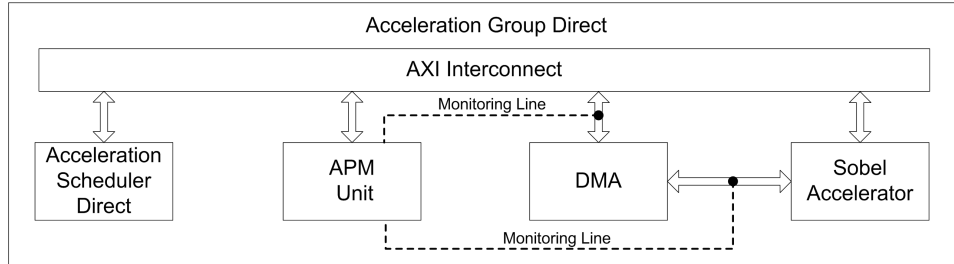 Acceleration Group Direct
AXI Interconnect
Monitoring Line
Acceleration
Scheduler
Direct
APM
Unit
DMA
Sobel
Accelerator
Monitoring Line